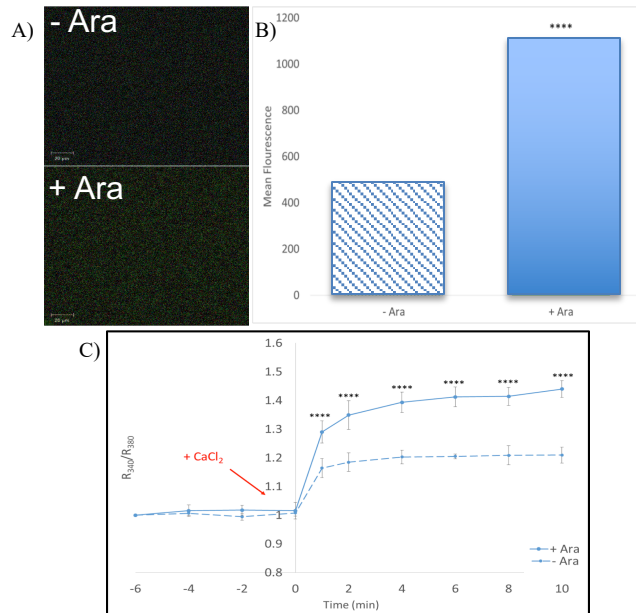 A)
- Ara
20 µm
+ Ara
20 µm
B)
1200
1000
800
600
400
200
0
Mean Flourescence
****
- Ara
+ Ara
C)
1.6
1.5
1.4
1.3
1.2
1.1
1
0.9
0.8
R340/R380
+ CaCl2
****
****
****
****
****
****
-6
-4
-2
0
2
4
6
8
10
Time (min)
+ Ara
- Ara